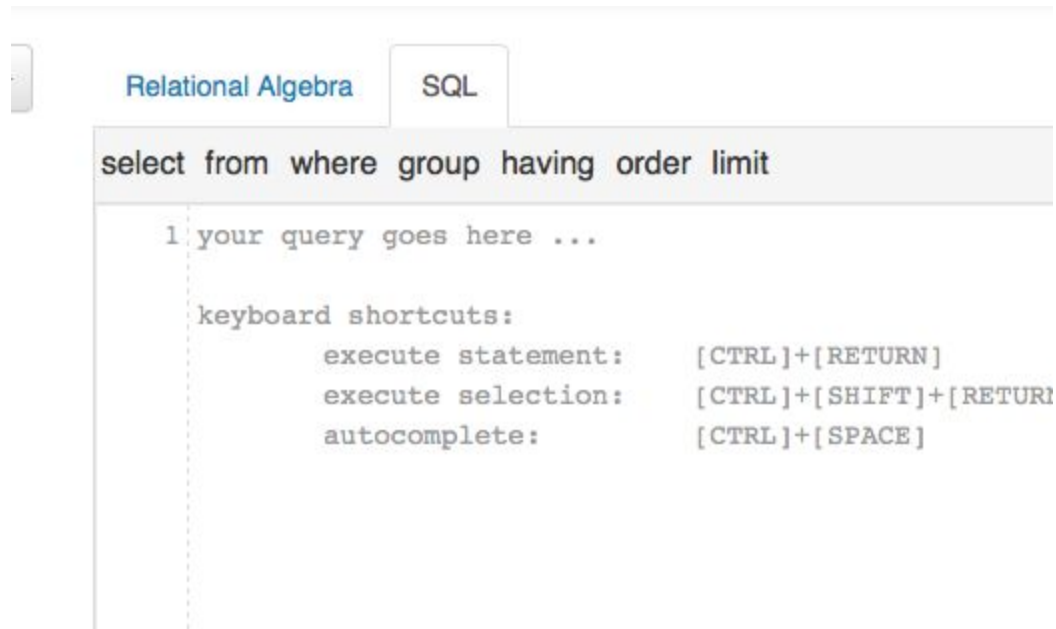 Relational Algebra SQL
select from where group having order limit
1 your query goes here ...
keyboard shortcuts:
execute statement: [CTRL]+[RETURN]
execute selection: [CTRL]+[SHIFT]+[RETURN
autocomplete: [CTRL]+[SPACE]